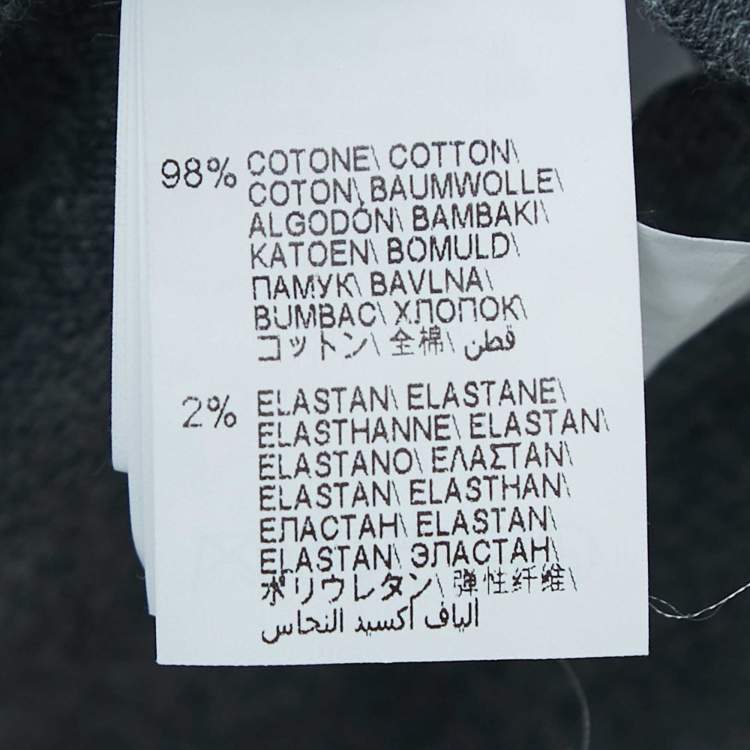 98% COTONE\ COTTON\
COTON\ BAUMWOLLE\
ALGODÓN\ BAMBAKI\
KATOEN\ BOMULD\
ПАМУК\ BAVLNA\
BUMBAC\ ХЛОПОК\
コットン\ 全棉\ قطن
2% ELASTAN\ ELASTANE\
ELASTHANNE\ ELASTAN\
ELASTANO\ ΕΛΑΣΤΑΝ\
ELASTAN\ ELASTHAN\
ЕЛАСТАН\ ELASTAN\
ELASTAN\ ЭЛАСТАН\
ポリウレタン\ 弹性纤维\
الياف اكسيد النحاس